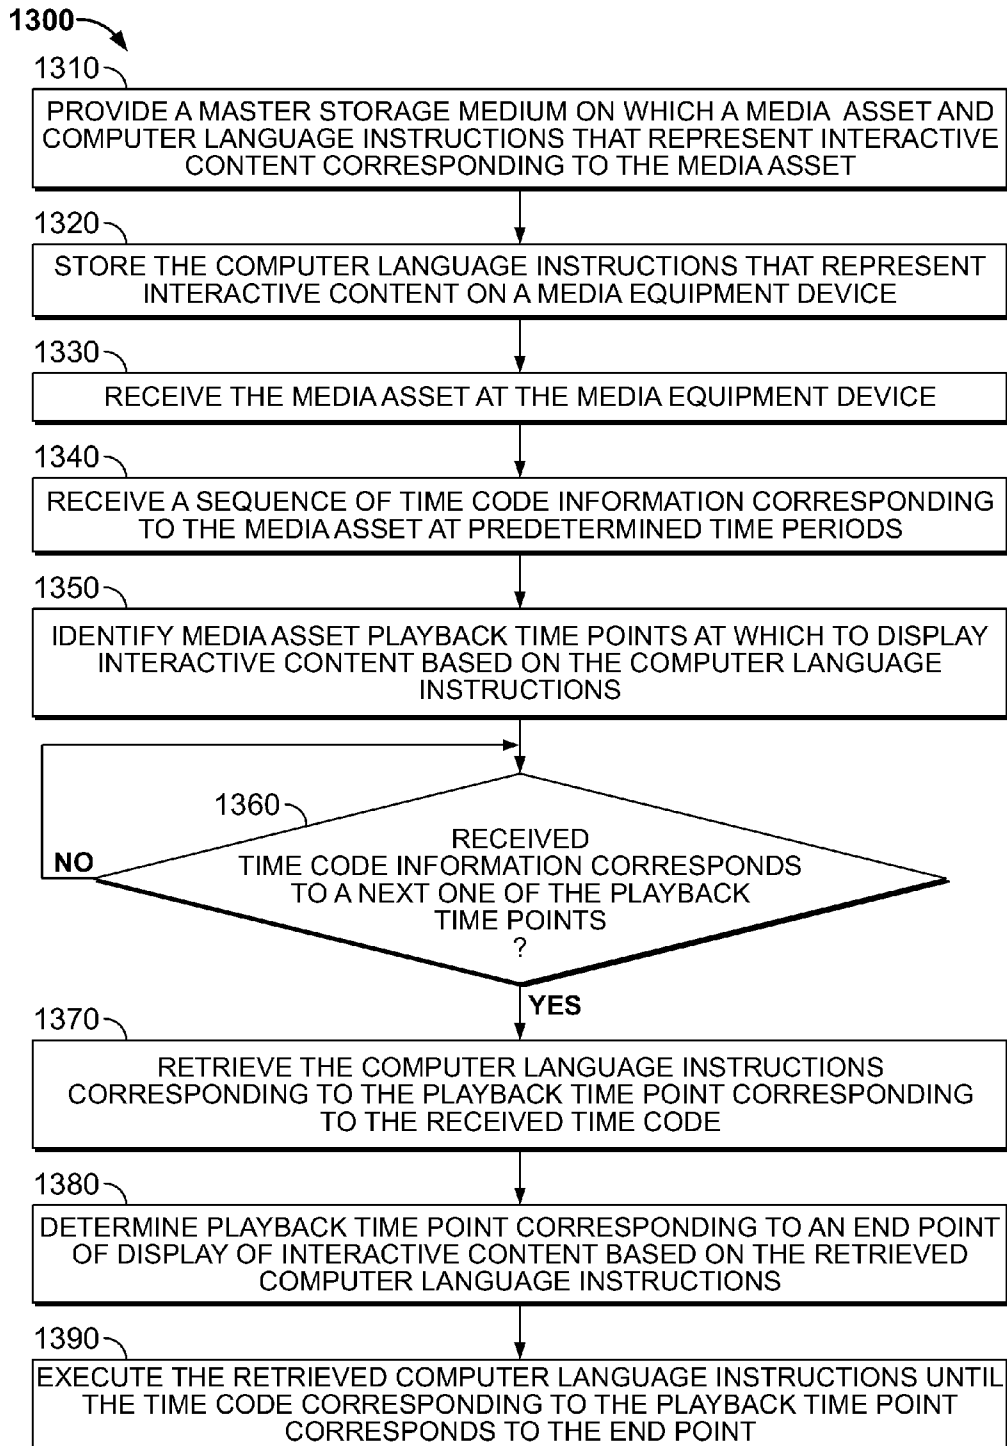 1300
1310
PROVIDE A MASTER STORAGE MEDIUM ON WHICH A MEDIA ASSET AND
COMPUTER LANGUAGE INSTRUCTIONS THAT REPRESENT INTERACTIVE
CONTENT CORRESPONDING TO THE MEDIA ASSET
1320
STORE THE COMPUTER LANGUAGE INSTRUCTIONS THAT REPRESENT
INTERACTIVE CONTENT ON A MEDIA EQUIPMENT DEVICE
1330
RECEIVE THE MEDIA ASSET AT THE MEDIA EQUIPMENT DEVICE
1340
RECEIVE A SEQUENCE OF TIME CODE INFORMATION CORRESPONDING
TO THE MEDIA ASSET AT PREDETERMINED TIME PERIODS
1350
IDENTIFY MEDIA ASSET PLAYBACK TIME POINTS AT WHICH TO DISPLAY
INTERACTIVE CONTENT BASED ON THE COMPUTER LANGUAGE
INSTRUCTIONS
1360
RECEIVED
TIME CODE INFORMATION CORRESPONDS
TO A NEXT ONE OF THE PLAYBACK
TIME POINTS
?
NO
YES
1370
RETRIEVE THE COMPUTER LANGUAGE INSTRUCTIONS
CORRESPONDING TO THE PLAYBACK TIME POINT CORRESPONDING
TO THE RECEIVED TIME CODE
1380
DETERMINE PLAYBACK TIME POINT CORRESPONDING TO AN END POINT
OF DISPLAY OF INTERACTIVE CONTENT BASED ON THE RETRIEVED
COMPUTER LANGUAGE INSTRUCTIONS
1390
EXECUTE THE RETRIEVED COMPUTER LANGUAGE INSTRUCTIONS UNTIL
THE TIME CODE CORRESPONDING TO THE PLAYBACK TIME POINT
CORRESPONDS TO THE END POINT